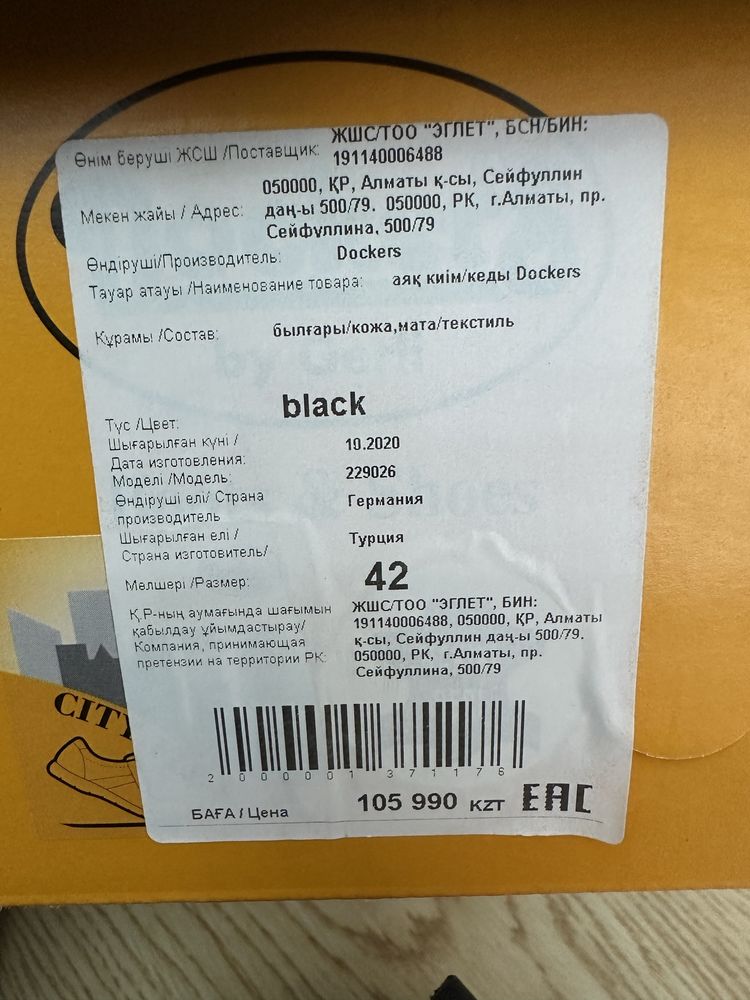 Өнім беруші ЖСШ /Поставщик: ЖШС/ТОО "ЭГЛЕТ", БСН/БИН:
191140006488
Мекен жайы / Адрес: 050000, ҚР, Алматы қ-сы, Сейфуллин
даң-ы 500/79. 050000, РК, г.Алматы, пр.
Сейфуллина, 500/79
Өндіруші/Производитель: Dockers
Тауар атауы /Наименование товара: аяқ киім/кеды Dockers
Құрамы /Состав: былғары/кожа,мата/текстиль
by Gerli
Түс /Цвет: black
Шығарылған күні /
Дата изготовления: 10.2020
Моделі /Модель: 229026
Өндіруші елі/ Страна
производитель Германия
Шығарылған елі /
Страна изготовитель/ Турция
Мөлшері /Размер: 42
Қ.Р-ның аумағында шағымын
қабылдау ұйымдастырау/
Компания, принимающая
претензии на территории РК:
ЖШС/ТОО "ЭГЛЕТ", БИН:
191140006488, 050000, ҚР, Алматы
қ-сы, Сейфуллин даң-ы 500/79.
050000, РК, г.Алматы, пр.
Сейфуллина, 500/79
CITY
2 000001 371176
БАҒА / Цена 105 990 KZT EAC